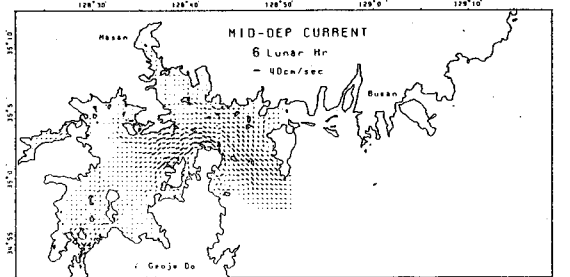 128°30' 128°40' 128°50' 129°0' 129°10'
Masan
MID-DEP CURRENT
6 Lunar Hr
40cm/sec
Busan
35°10'
35°5'
35°0'
34°55'
Geoje Do